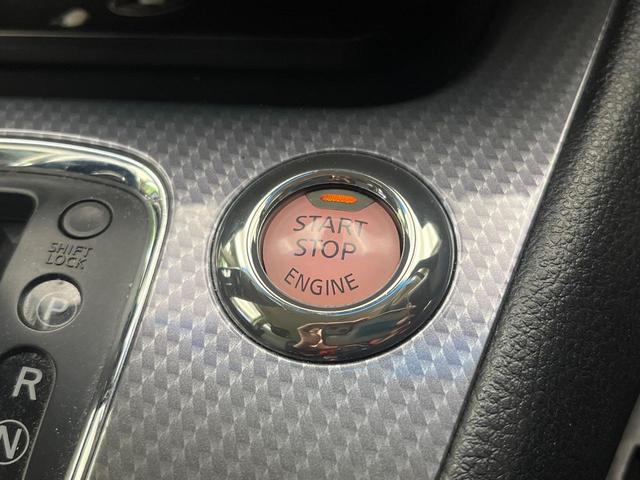 START
STOP
ENGINE
SHIFT
LOCK
P
R
N